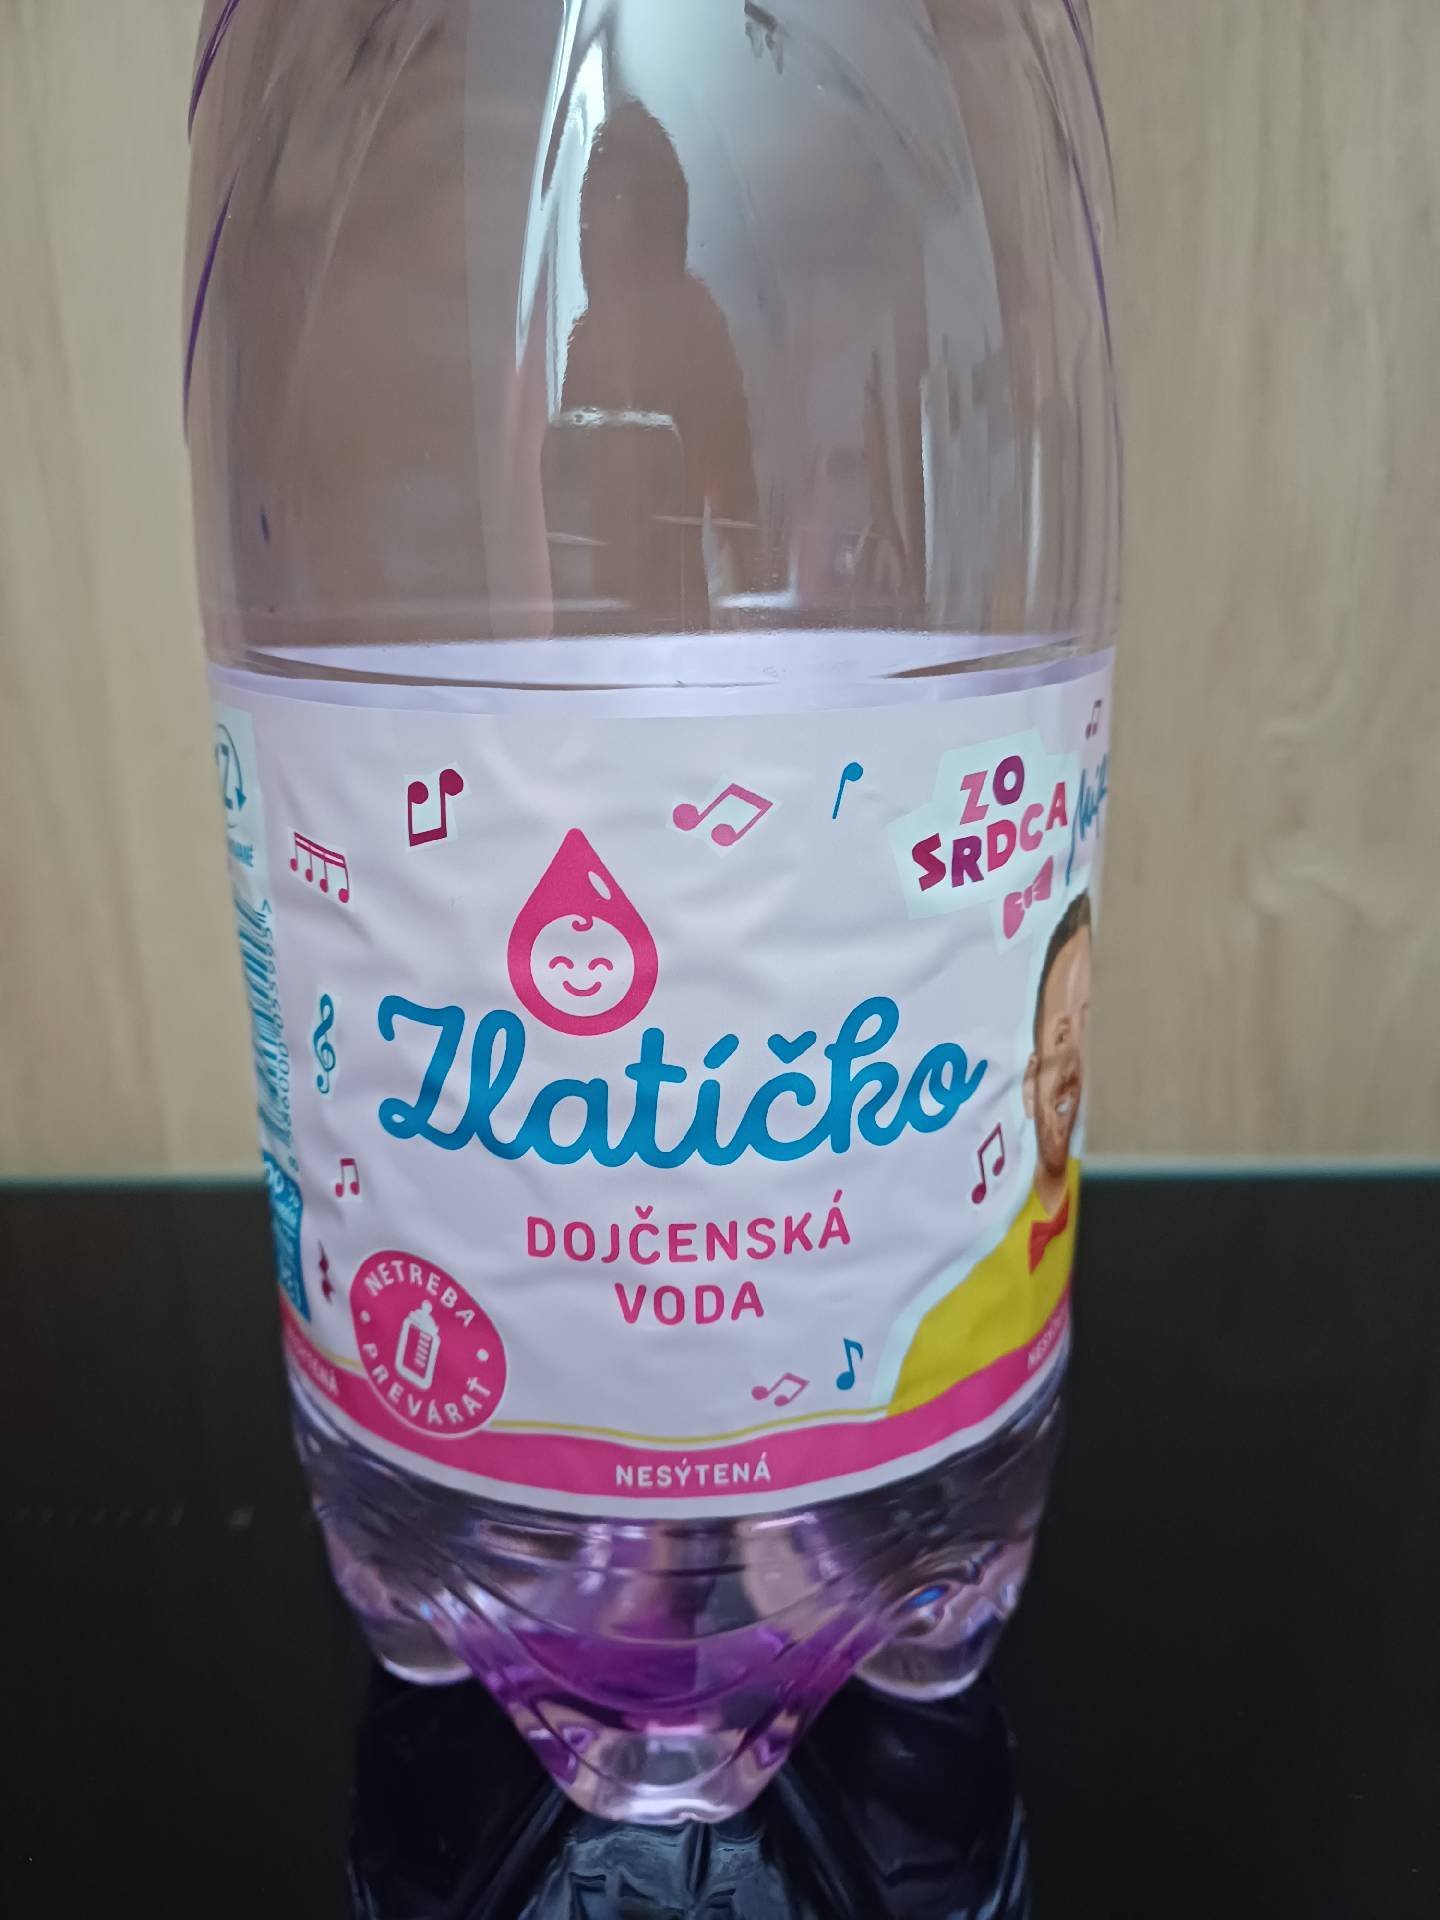 ZO
SRDCA
Zlatíčko
DOJČENSKÁ
VODA
NETREBA
PREVÁRAŤ
NESÝTENÁ